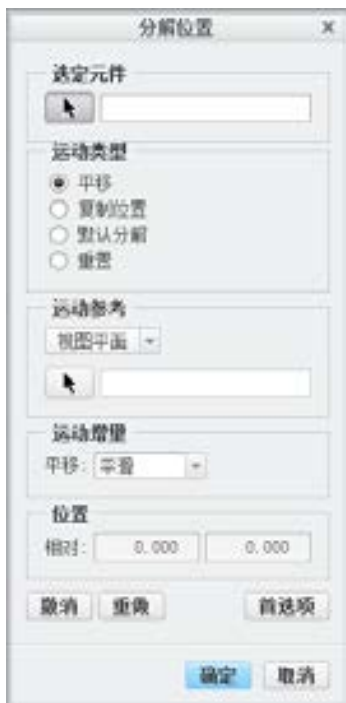 分解位置
选定元件
运动类型
平移
复制位置
默认分解
重置
运动参考
视图平面
运动增量
平移: 平滑
位置
相对: 0.000 0.000
撤消 重做 首选项
确定 取消